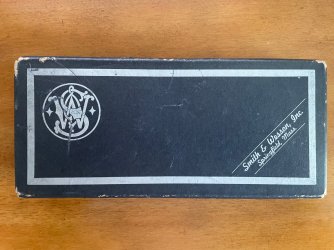 Smith & Wesson, Inc.
Springfield, Mass.